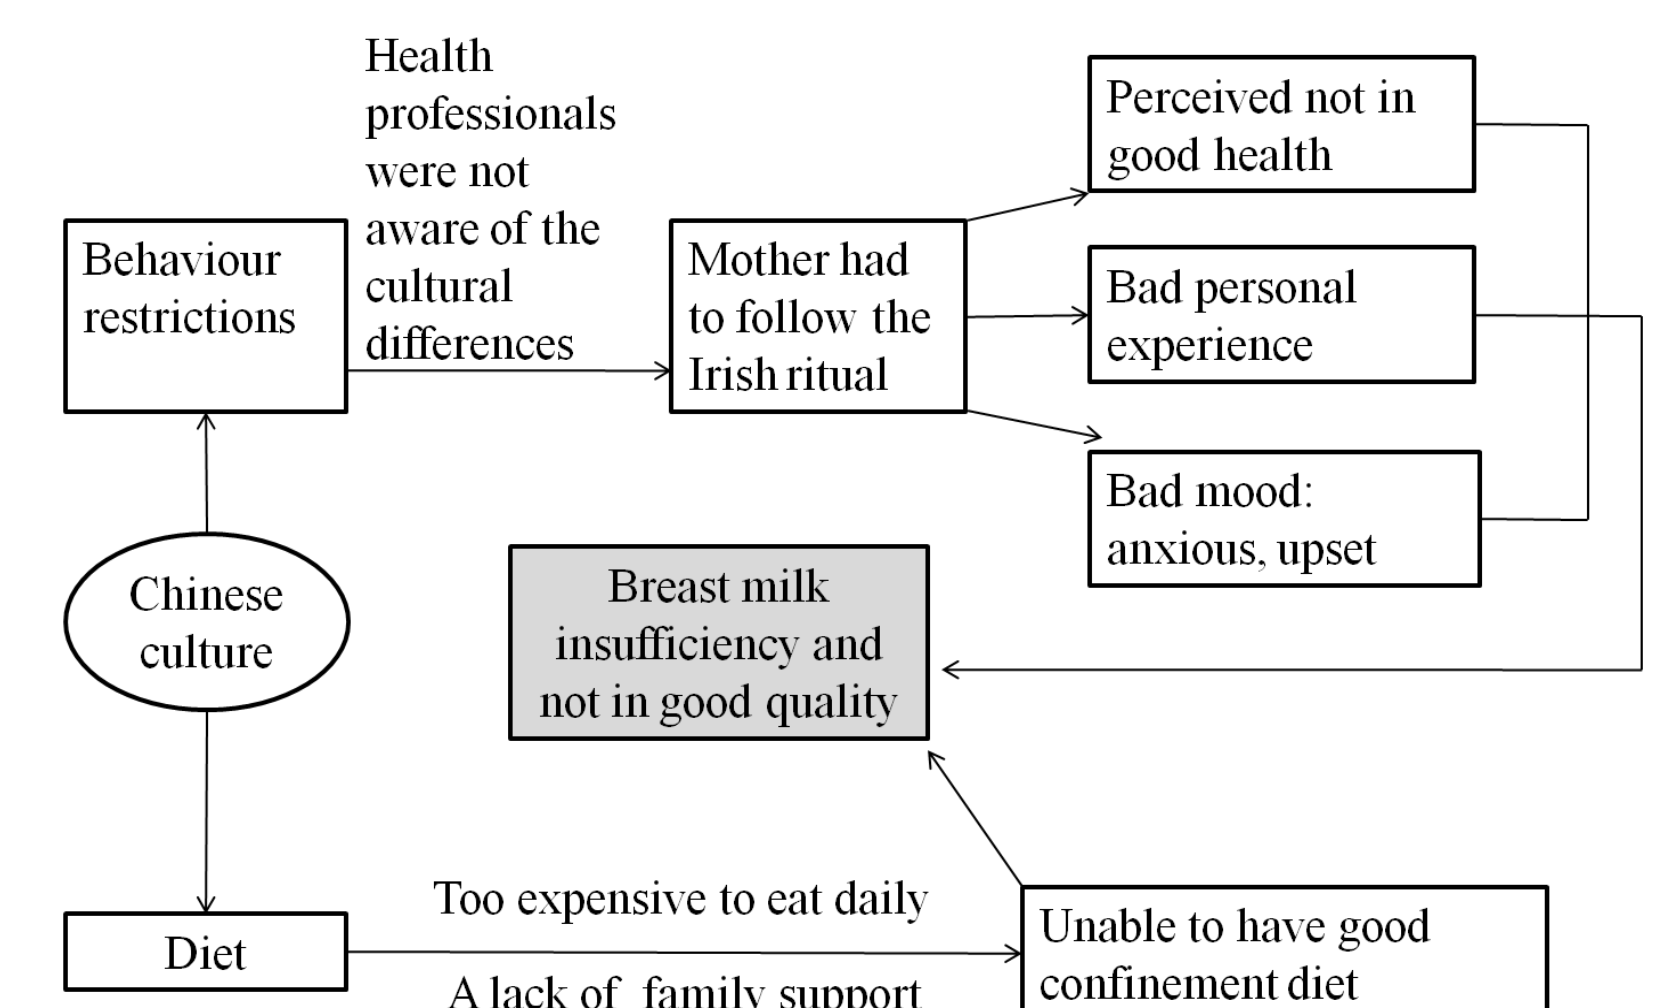 Health
professionals
were not
aware of the
cultural
differences
Behaviour
restrictions
Mother had
to follow the
Irish ritual
Perceived not in
good health
Bad personal
experience
Bad mood:
anxious, upset
Chinese
culture
Breast milk
insufficiency and
not in good quality
Diet
Too expensive to eat daily
A lack of family support
Unable to have good
confinement diet